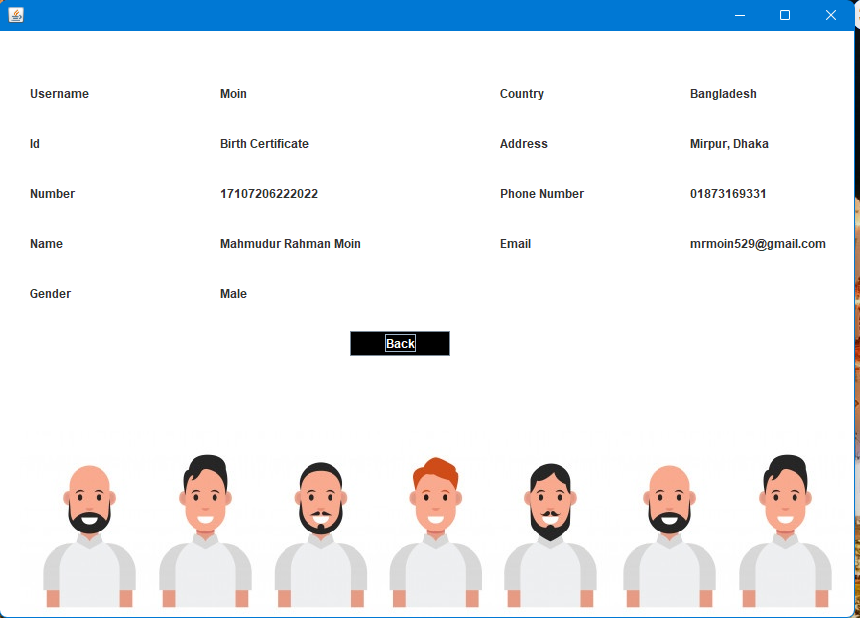 Username Moin Country Bangladesh
Id Birth Certificate Address Mirpur, Dhaka
Number 17107206222022 Phone Number 01873169331
Name Mahmudur Rahman Moin Email mrmoin529@gmail.com
Gender Male
Back